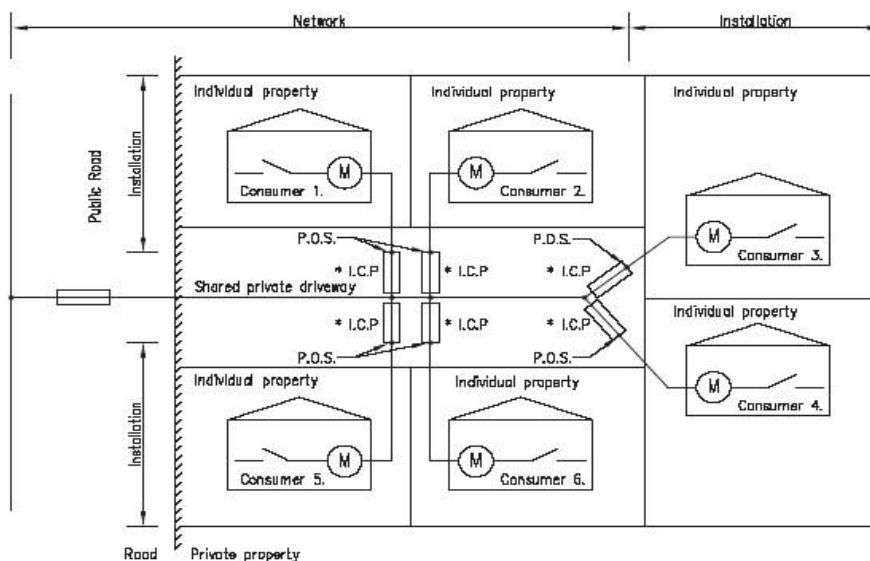 Network
Installation
Individual property
Individual property
Individual property
Installation
Public Road
M
Consumer 1.
M
Consumer 2.
M
Consumer 3.
P.O.S.
P.O.S.
* I.C.P
* I.C.P
* I.C.P
Shared private driveway
* I.C.P
* I.C.P
* I.C.P
Individual property
P.O.S.
P.O.S.
Individual property
Individual property
M
Consumer 4.
Installation
M
Consumer 5.
M
Consumer 6.
Road
Private property